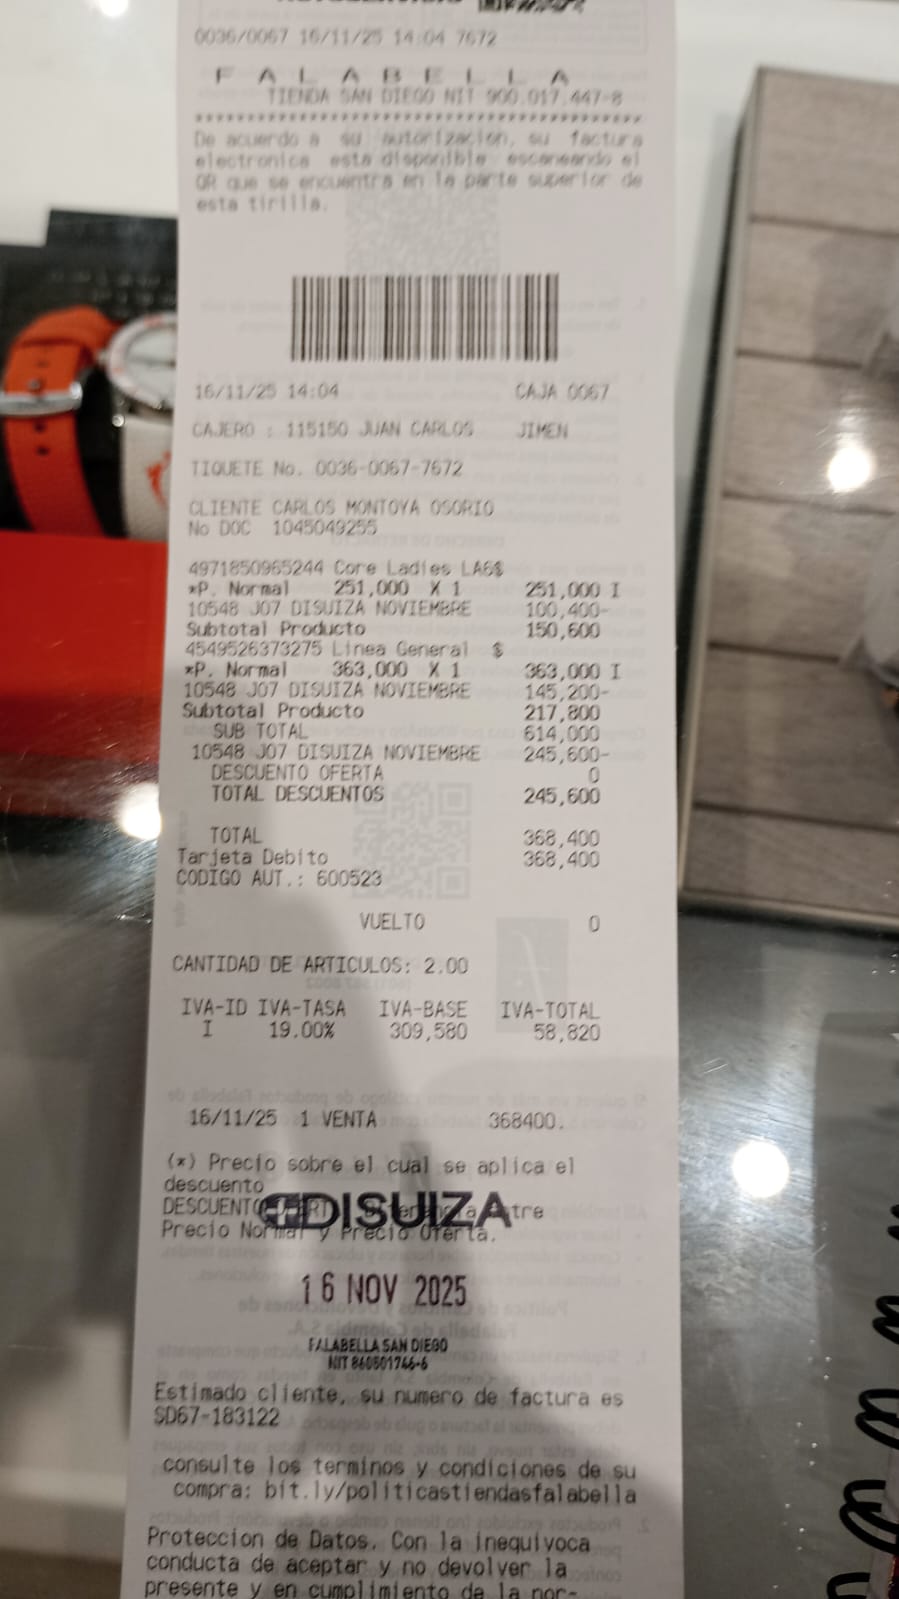 0036/0067 16/11/25 14:04 7672
F A L A B E L L A
TIENDA SAN DIEGO NIT 900.017.447-8
De acuerdo a su autorizacion, su factura
electronica esta disponible escaneando el
QR que se encuentra en la parte superior de
esta tirilla.
16/11/25 14:04 CAJA 0067
CAJERO : 115150 JUAN CARLOS JIMEN
TIQUETE No. 0036-0067-7672
CLIENTE CARLOS MONTOYA OSORIO
No DOC 1045049255
4971850965244 Core Ladies LA6$
*P. Normal 251,000 X 1 251,000 I
10548 J07 DISUIZA NOVIEMBRE 100,400-
Subtotal Producto 150,600
4549526373275 Linea General $
*P. Normal 363,000 X 1 363,000 I
10548 J07 DISUIZA NOVIEMBRE 145,200-
Subtotal Producto 217,800
SUB TOTAL 614,000
10548 J07 DISUIZA NOVIEMBRE 245,600-
DESCUENTO OFERTA 0
TOTAL DESCUENTOS 245,600
TOTAL 368,400
Tarjeta Debito 368,400
CODIGO AUT.: 600523
VUELTO 0
CANTIDAD DE ARTICULOS: 2.00
IVA-ID IVA-TASA IVA-BASE IVA-TOTAL
I 19.00% 309,580 58,820
16/11/25 1 VENTA 368400.
(*) Precio sobre el cual se aplica el
descuento
DESCUENTO
DISUIZA
Precio Normal y Precio Oferta.
16 NOV 2025
FALABELLA SAN DIEGO
NIT 860501746-6
Estimado cliente, su numero de factura es
SD67-183122
consulte los terminos y condiciones de su
compra: bit.ly/politicastiendasfalabella
Proteccion de Datos. Con la inequivoca
conducta de aceptar y no devolver la
presente y en cumplimiento de la nor-